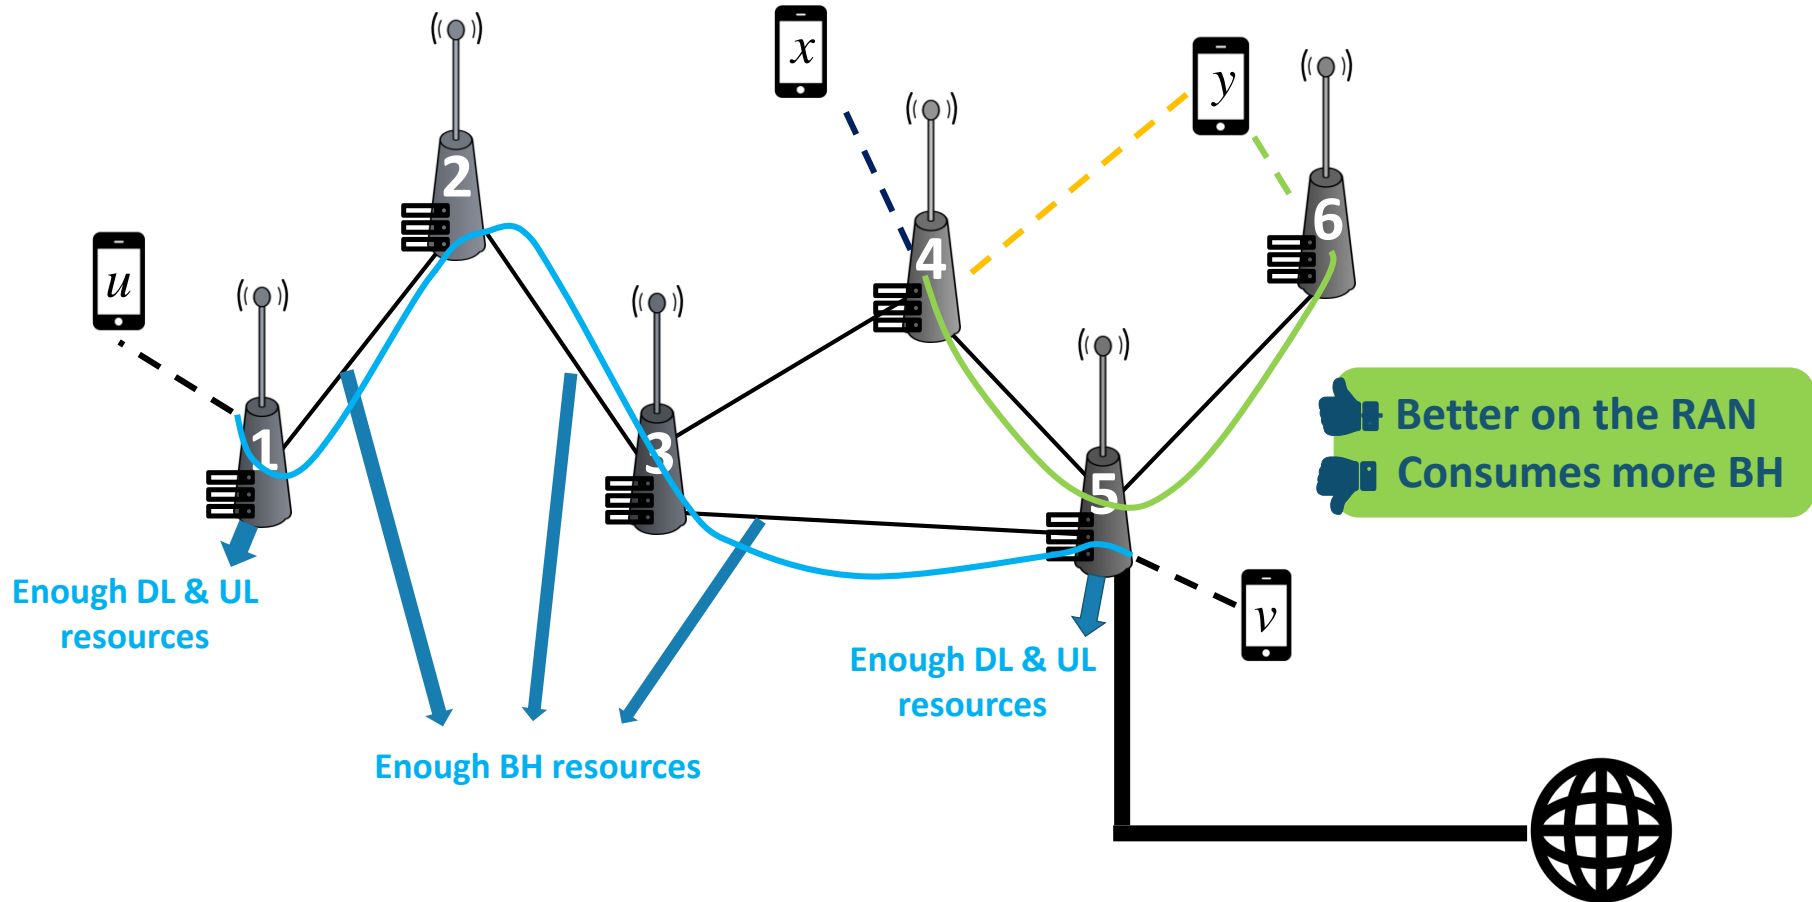 x
y
2
6
4
u
1
3
5
Better on the RAN
Consumes more BH
Enough DL & UL
resources
v
Enough DL & UL
resources
Enough BH resources